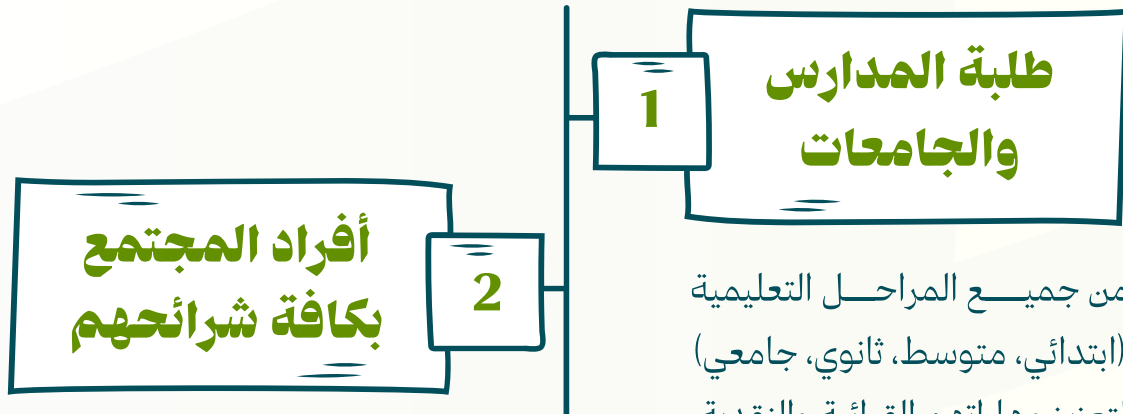 1
طلبة المدارس
والجامعات
من جميع المراحل التعليمية
(ابتدائي، متوسط، ثانوي، جامعي)
2
أفراد المجتمع
بكافة شرائحهم